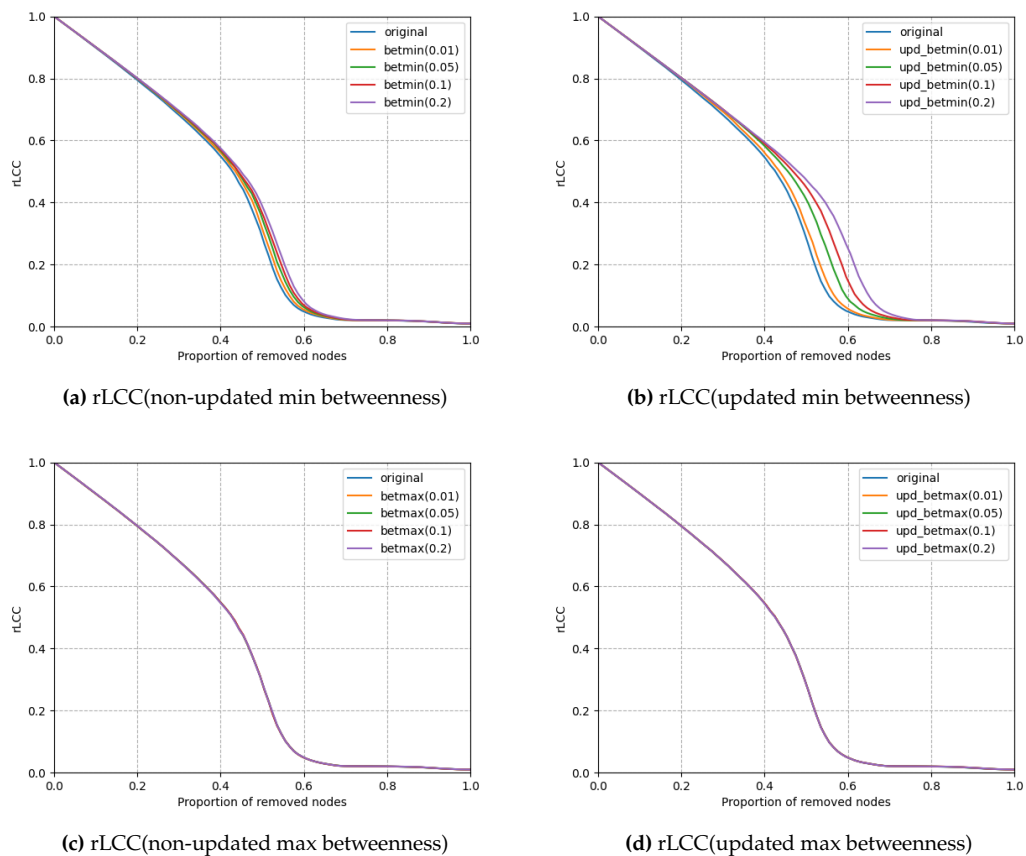 1.0
0.8
0.6
0.4
0.2
0.0
rLCC
0.0 0.2 0.4 0.6 0.8 1.0
Proportion of removed nodes
original
betmin(0.01)
betmin(0.05)
betmin(0.1)
betmin(0.2)
(a) rLCC(non-updated min betweenness)
1.0
0.8
0.6
0.4
0.2
0.0
rLCC
0.0 0.2 0.4 0.6 0.8 1.0
Proportion of removed nodes
original
upd_betmin(0.01)
upd_betmin(0.05)
upd_betmin(0.1)
upd_betmin(0.2)
(b) rLCC(updated min betweenness)
1.0
0.8
0.6
0.4
0.2
0.0
rLCC
0.0 0.2 0.4 0.6 0.8 1.0
Proportion of removed nodes
original
betmax(0.01)
betmax(0.05)
betmax(0.1)
betmax(0.2)
(c) rLCC(non-updated max betweenness)
1.0
0.8
0.6
0.4
0.2
0.0
rLCC
0.0 0.2 0.4 0.6 0.8 1.0
Proportion of removed nodes
original
upd_betmax(0.01)
upd_betmax(0.05)
upd_betmax(0.1)
upd_betmax(0.2)
(d) rLCC(updated max betweenness)